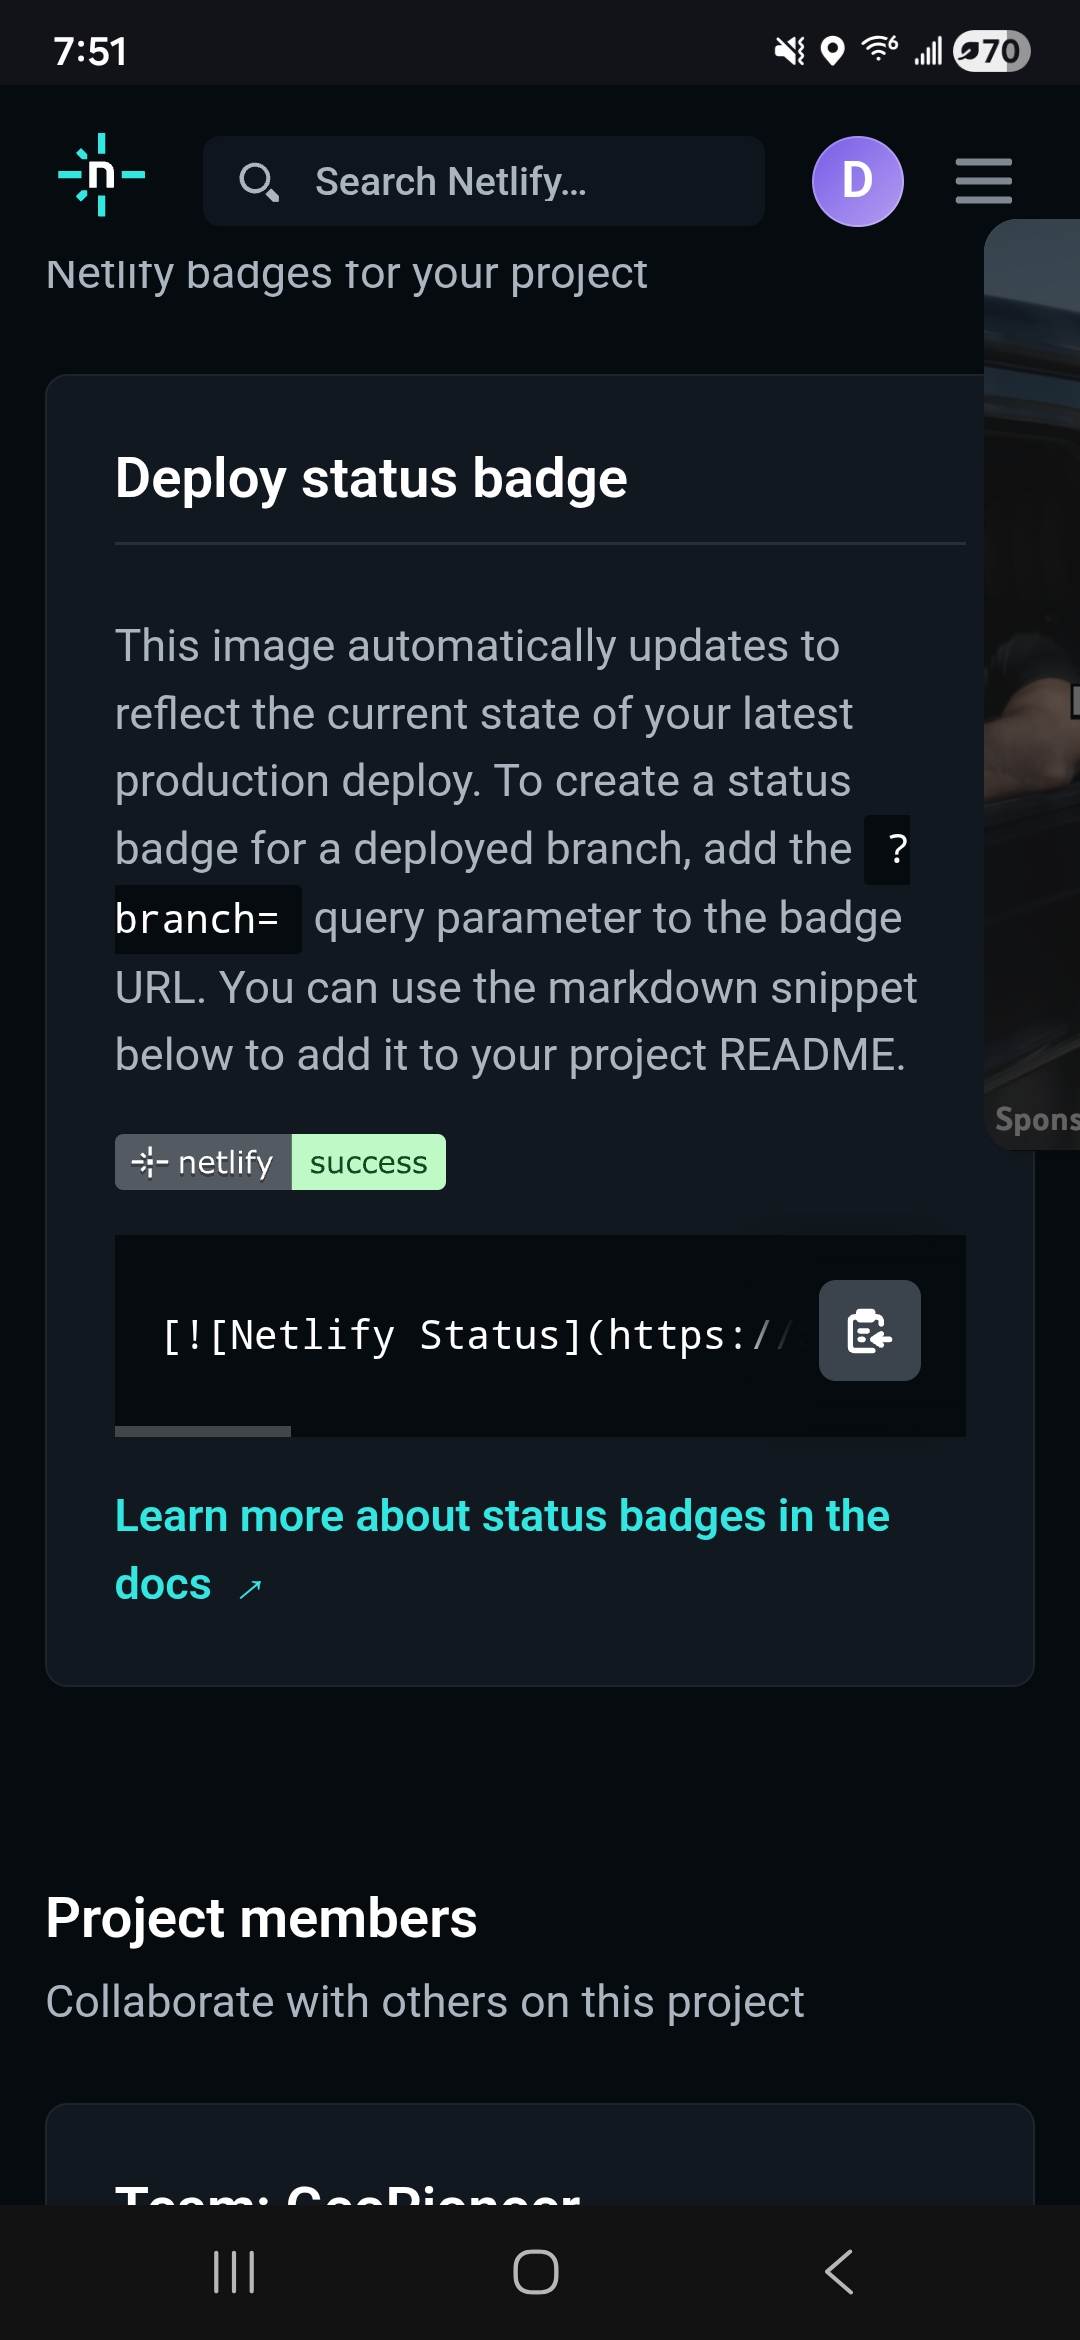 7:51
6
70
n
Search Netlify...
D
Netlify badges for your project
Deploy status badge
This image automatically updates to
reflect the current state of your latest
production deploy. To create a status
badge for a deployed branch, add the ?
branch= query parameter to the badge
URL. You can use the markdown snippet
below to add it to your project README.
Spons
netlify success
[![Netlify Status](https://
Learn more about status badges in the
docs ↗
Project members
Collaborate with others on this project
Team: GeoPioneer